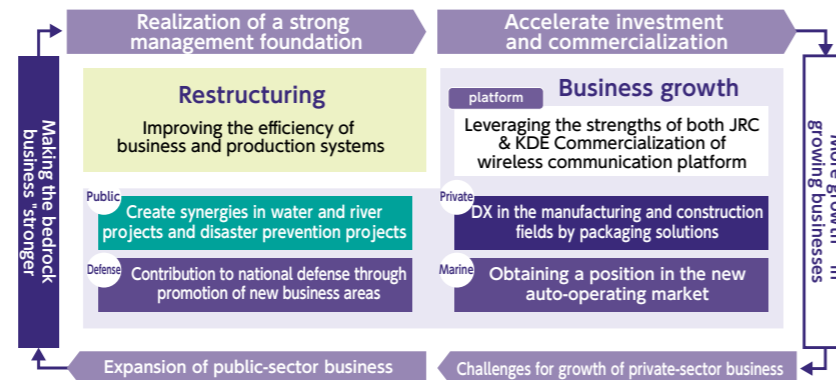 Realization of a strong
management foundation
Accelerate investment
and commercialization
Making the bedrock
business "stronger
Restructuring
Improving the efficiency of
business and production systems
platform
Business growth
Leveraging the strengths of both JRC
& KDE Commercialization of
wireless communication platform
Public
Create synergies in water and river
projects and disaster prevention projects
Private
DX in the manufacturing and construction
fields by packaging solutions
Defense
Contribution to national defense through
promotion of new business areas
Marine
Obtaining a position in the new
auto-operating market
growing businesses
Expansion of public-sector business
Challenges for growth of private-sector business